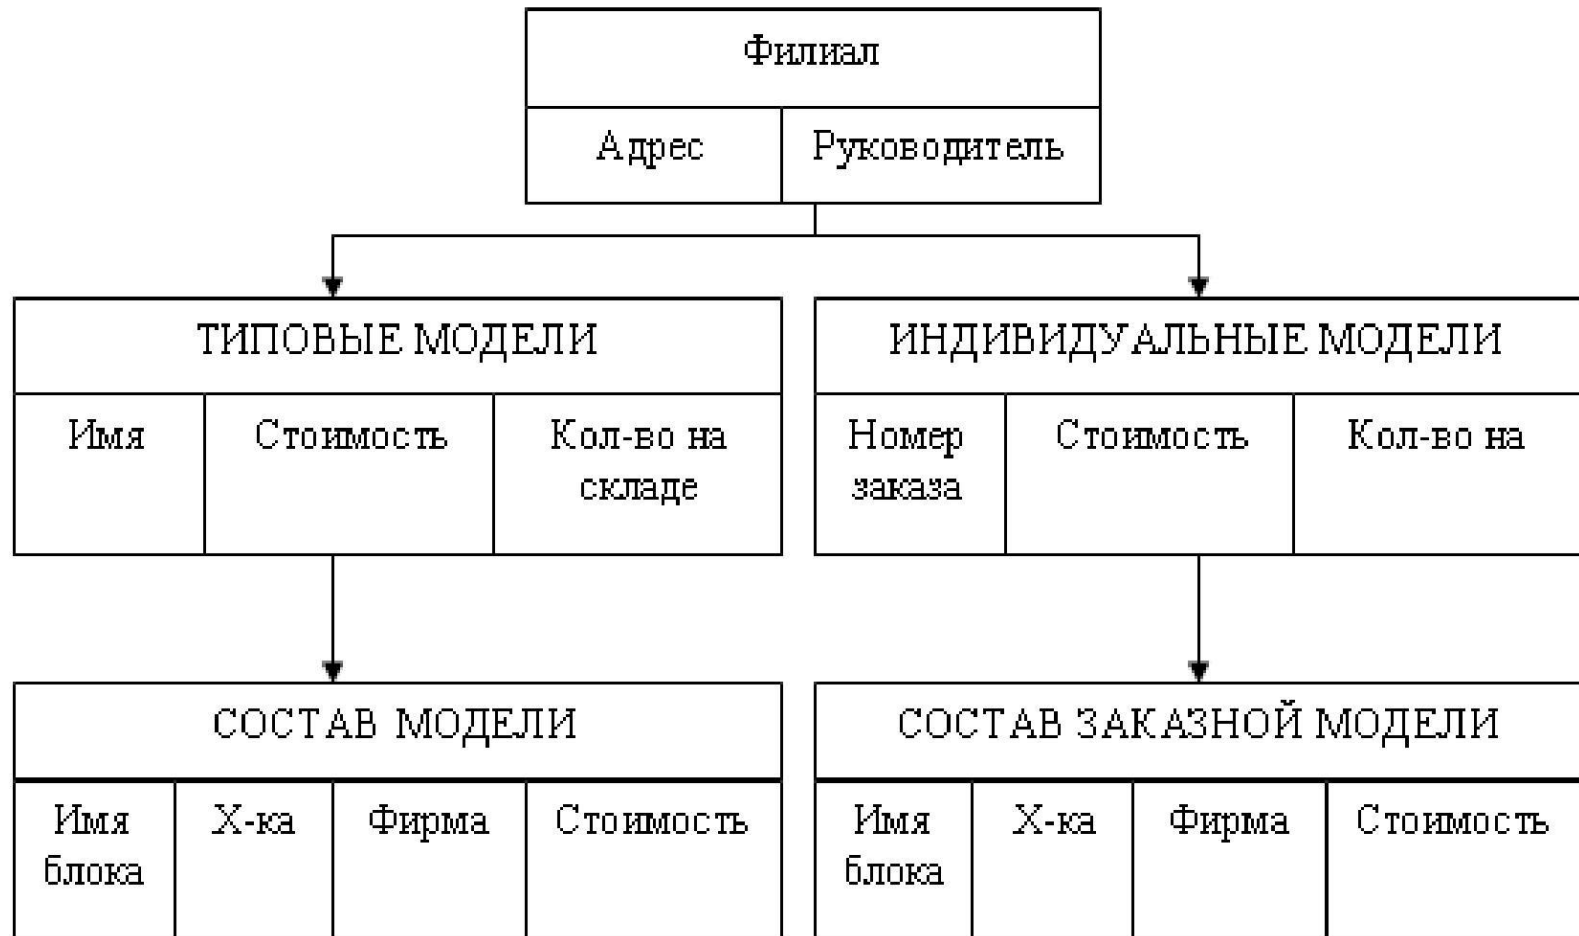 Филиал
Адрес Руководитель
ТИПОВЫЕ МОДЕЛИ
Имя Стоимость Кол-во на складе
ИНДИВИДУАЛЬНЫЕ МОДЕЛИ
Номер заказа Стоимость Кол-во на
СОСТАВ МОДЕЛИ
Имя блока Х-ка Фирма Стоимость
СОСТАВ ЗАКАЗНОЙ МОДЕЛИ
Имя блока Х-ка Фирма Стоимость